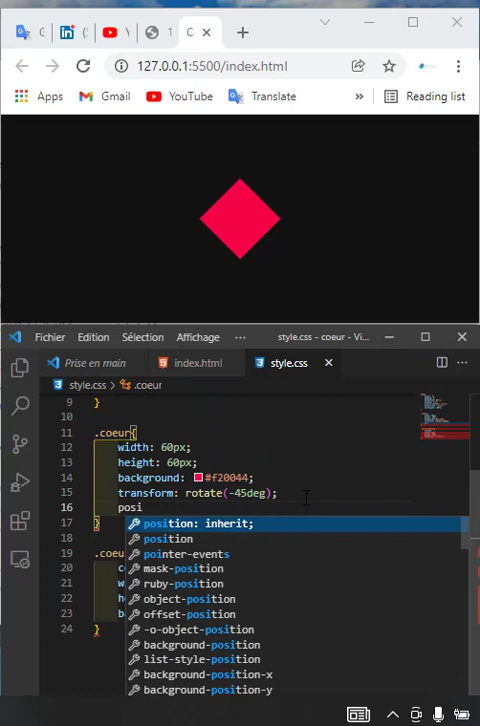 G
(
Y
1
C
127.0.0.1:5500/index.html
Apps
Gmail
YouTube
Translate
»
Reading list
Fichier
Edition
Sélection
Affichage
···
style.css - coeur - Vi...
Prise en main
index.html
style.css
style.css > .coeur
9 }
10
11 .coeur{
12 width: 60px;
13 height: 60px;
14 background: #f20044;
15 transform: rotate(-45deg);
16 posi
17 }
position: inherit;
18
position
19 .coeu
pointer-events
20 co
mask-position
21 w
ruby-position
22 h
object-position
23 b
offset-position
24 }
-o-object-position
background-position
list-style-position
background-position-x
background-position-y